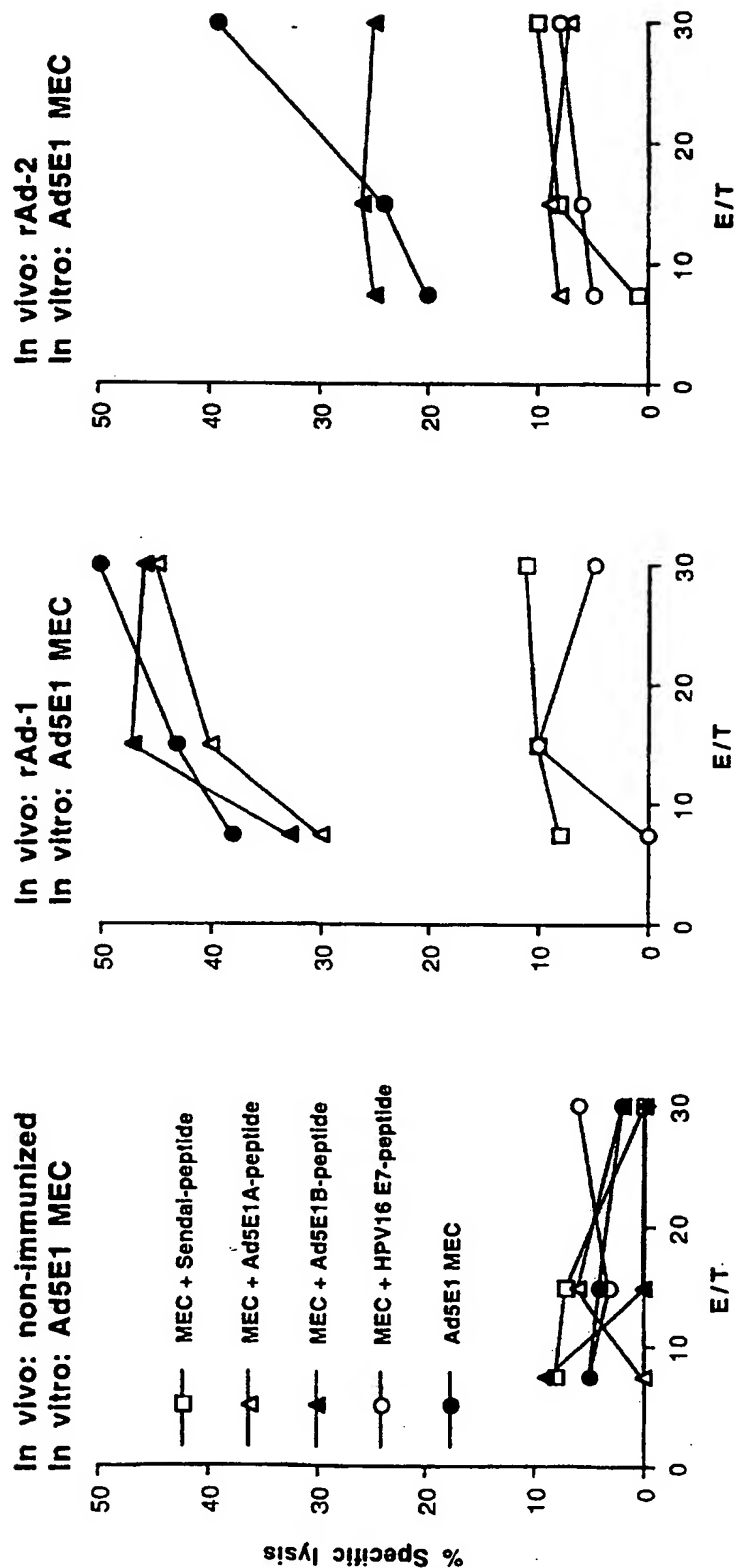 In vivo: non-immunized
In vitro: Ad5E1 MEC
% Specific lysis
50
40
30
20
10
0
MEC + Sendai-peptide
MEC + Ad5E1A-peptide
MEC + Ad5E1B-peptide
MEC + HPV16 E7-peptide
Ad5E1 MEC
0
10
20
30
E/T
In vivo: rAd-1
In vitro: Ad5E1 MEC
50
40
30
20
10
0
0
10
20
30
E/T
In vivo: rAd-2
In vitro: Ad5E1 MEC
50
40
30
20
10
0
0
10
20
30
E/T